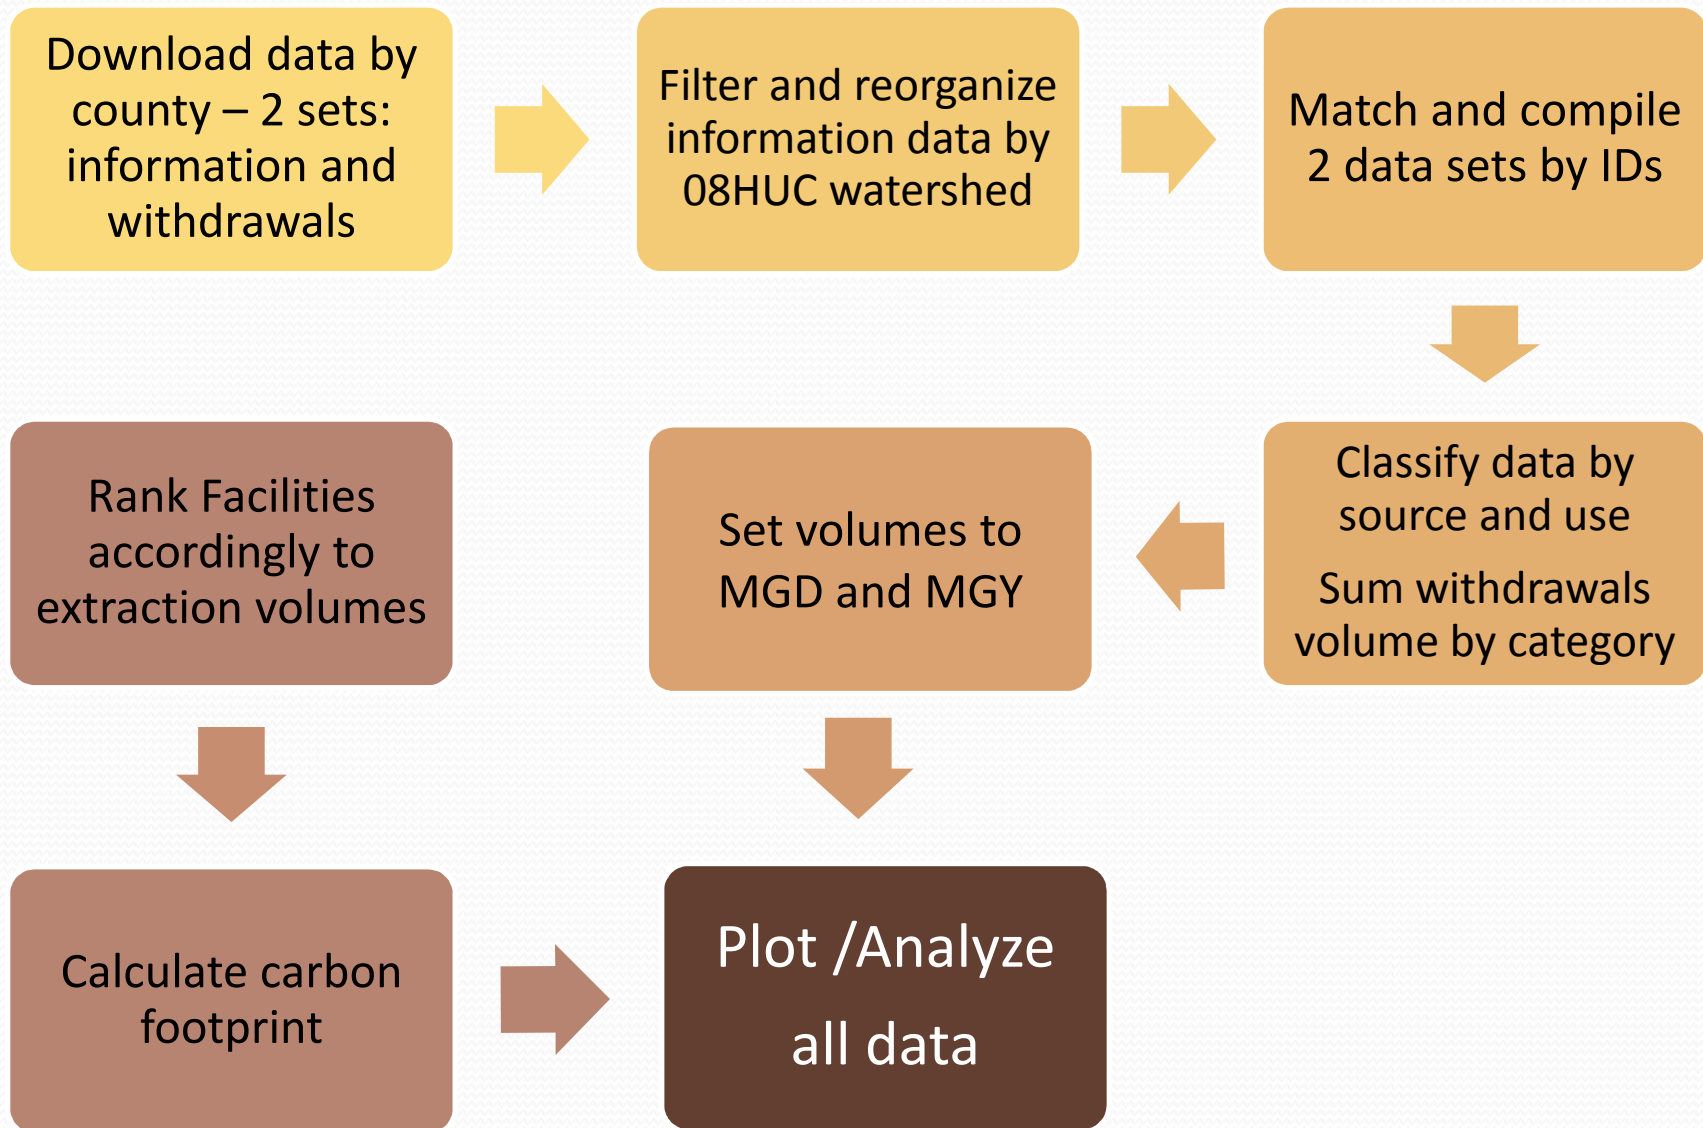 Download data by
county – 2 sets:
information and
withdrawals
Filter and reorganize
information data by
08HUC watershed
Match and compile
2 data sets by IDs
Classify data by
source and use
Sum withdrawals
volume by category
Set volumes to
MGD and MGY
Rank Facilities
accordingly to
extraction volumes
Calculate carbon
footprint
Plot /Analyze
all data